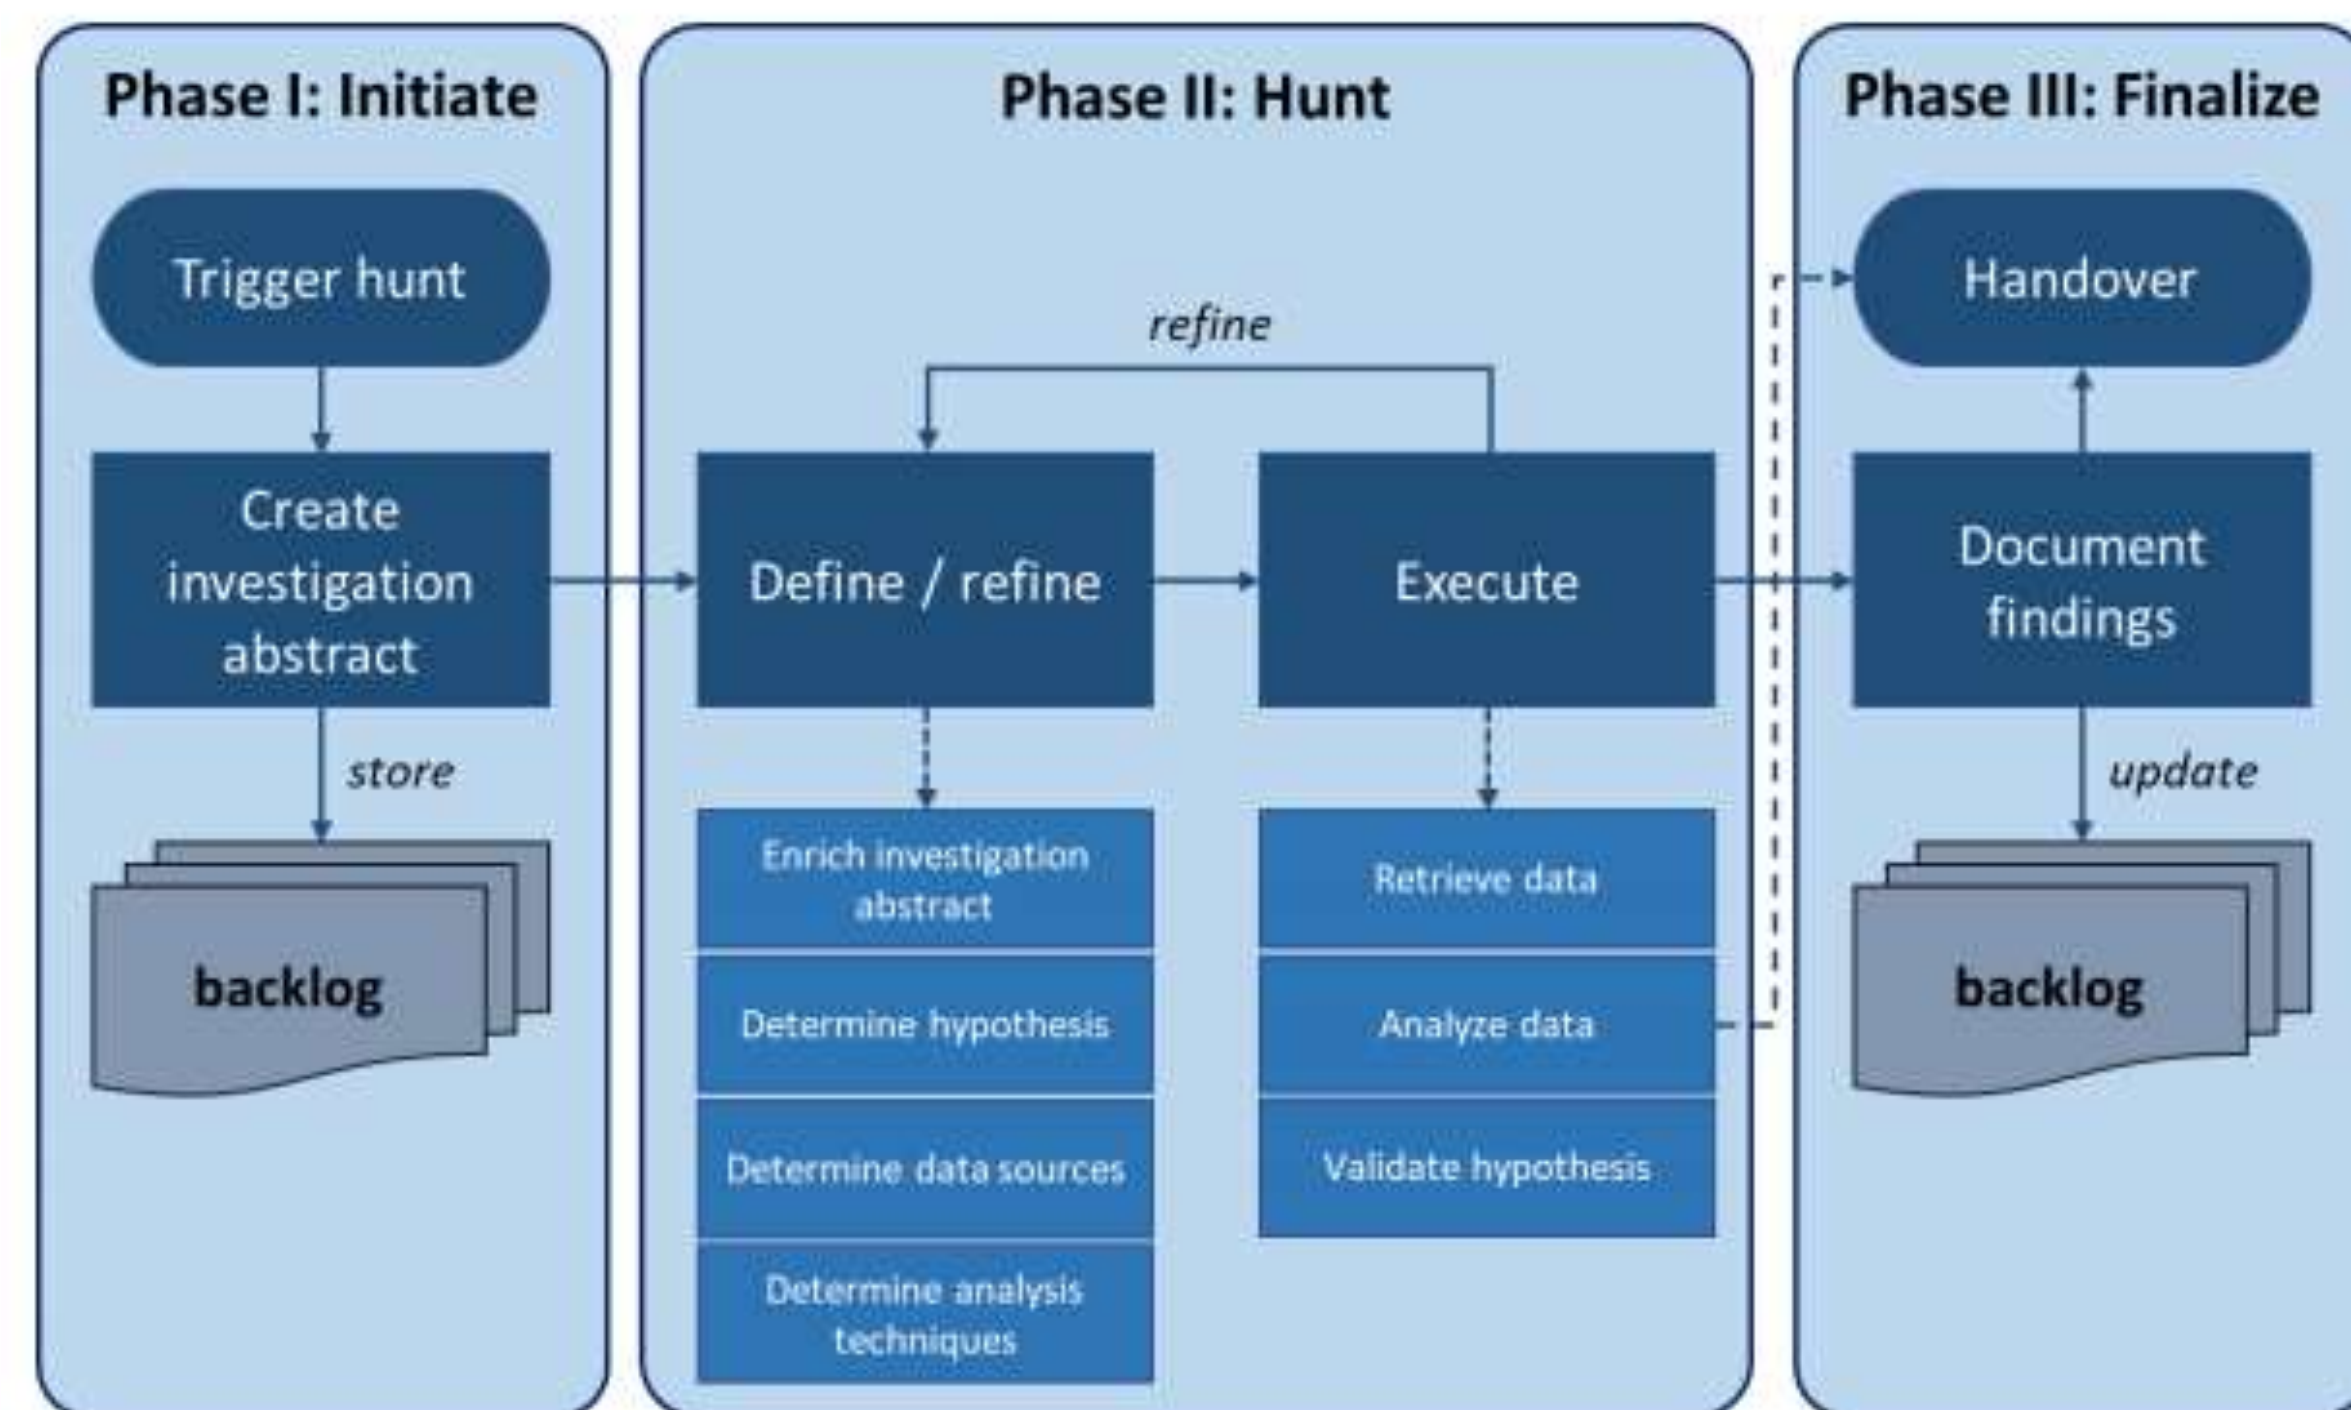 Phase I: Initiate
Trigger hunt
Create
investigation
abstract
store
backlog
Phase II: Hunt
refine
Define / refine
Execute
Enrich investigation
abstract
Determine hypothesis
Determine data sources
Determine analysis
techniques
Retrieve data
Analyze data
Validate hypothesis
Phase III: Finalize
Handover
Document
findings
update
backlog